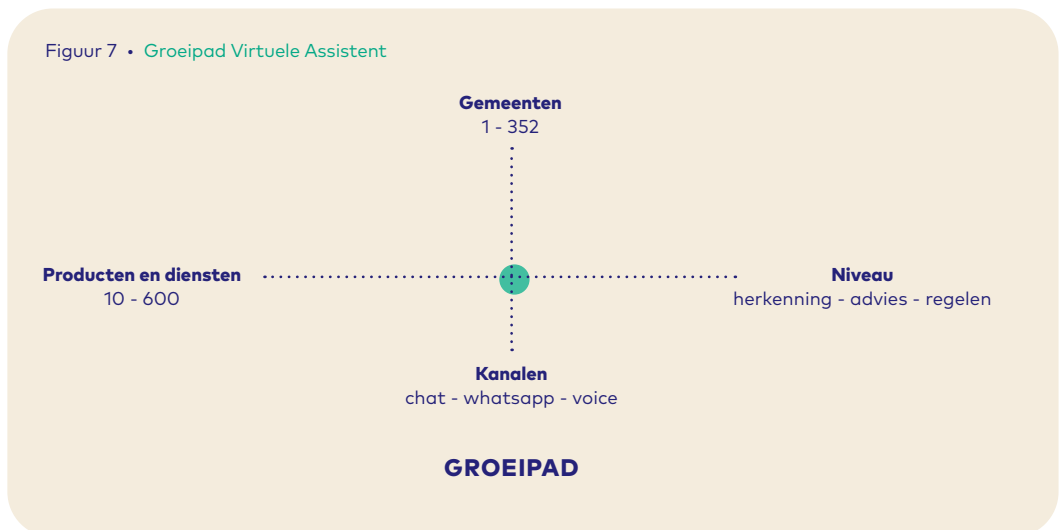 Figuur 7 • Groeipad Virtuele Assistent
Gemeenten
1 - 352
Producten en diensten
10 - 600
Niveau
herkenning - advies - regelen
Kanalen
chat - whatsapp - voice
GROEIPAD